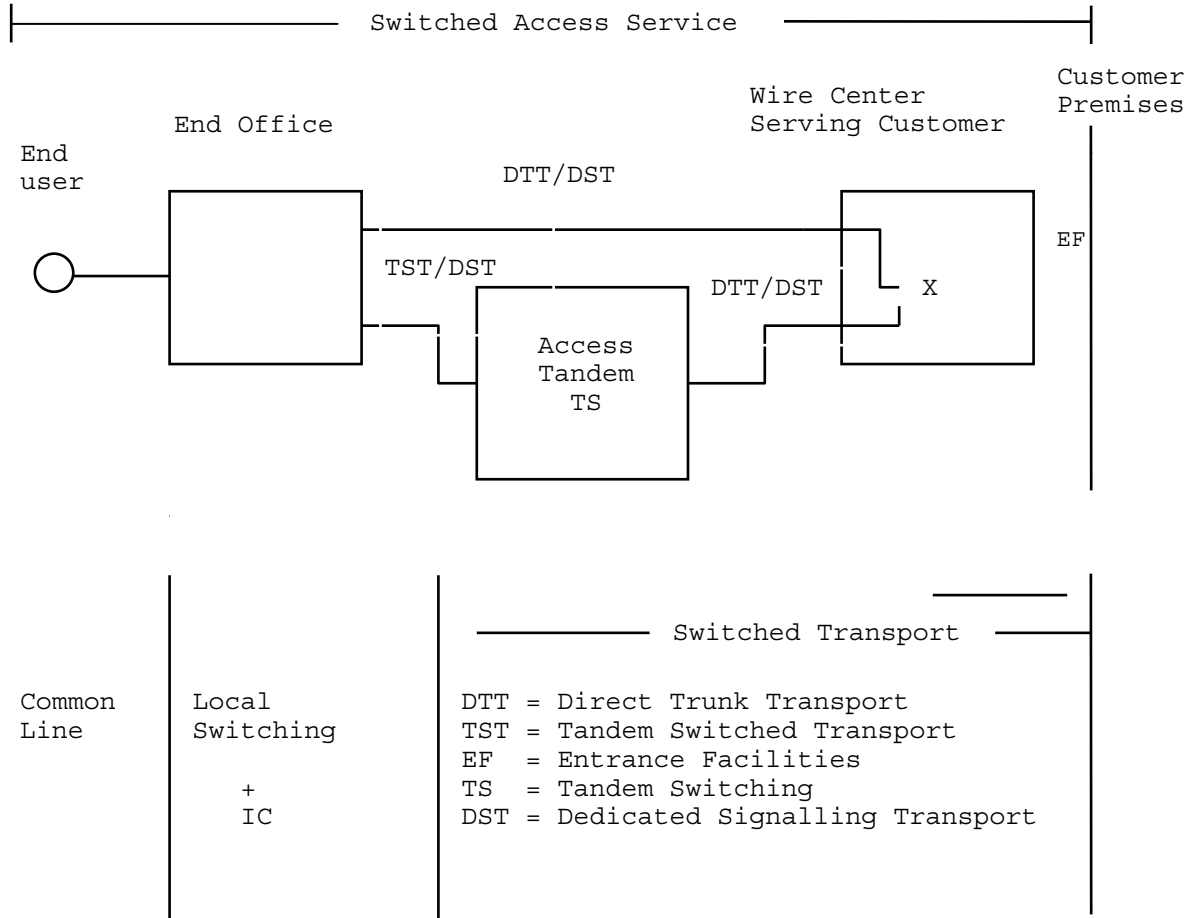 Switched Access Service
Customer
Premises
Wire Center
Serving Customer
End Office
End
user
DTT/DST
EF
TST/DST
DTT/DST
X
Access
Tandem
TS
Switched Transport
Common
Line
Local
Switching
+
IC
DTT = Direct Trunk Transport
TST = Tandem Switched Transport
EF = Entrance Facilities
TS = Tandem Switching
DST = Dedicated Signalling Transport